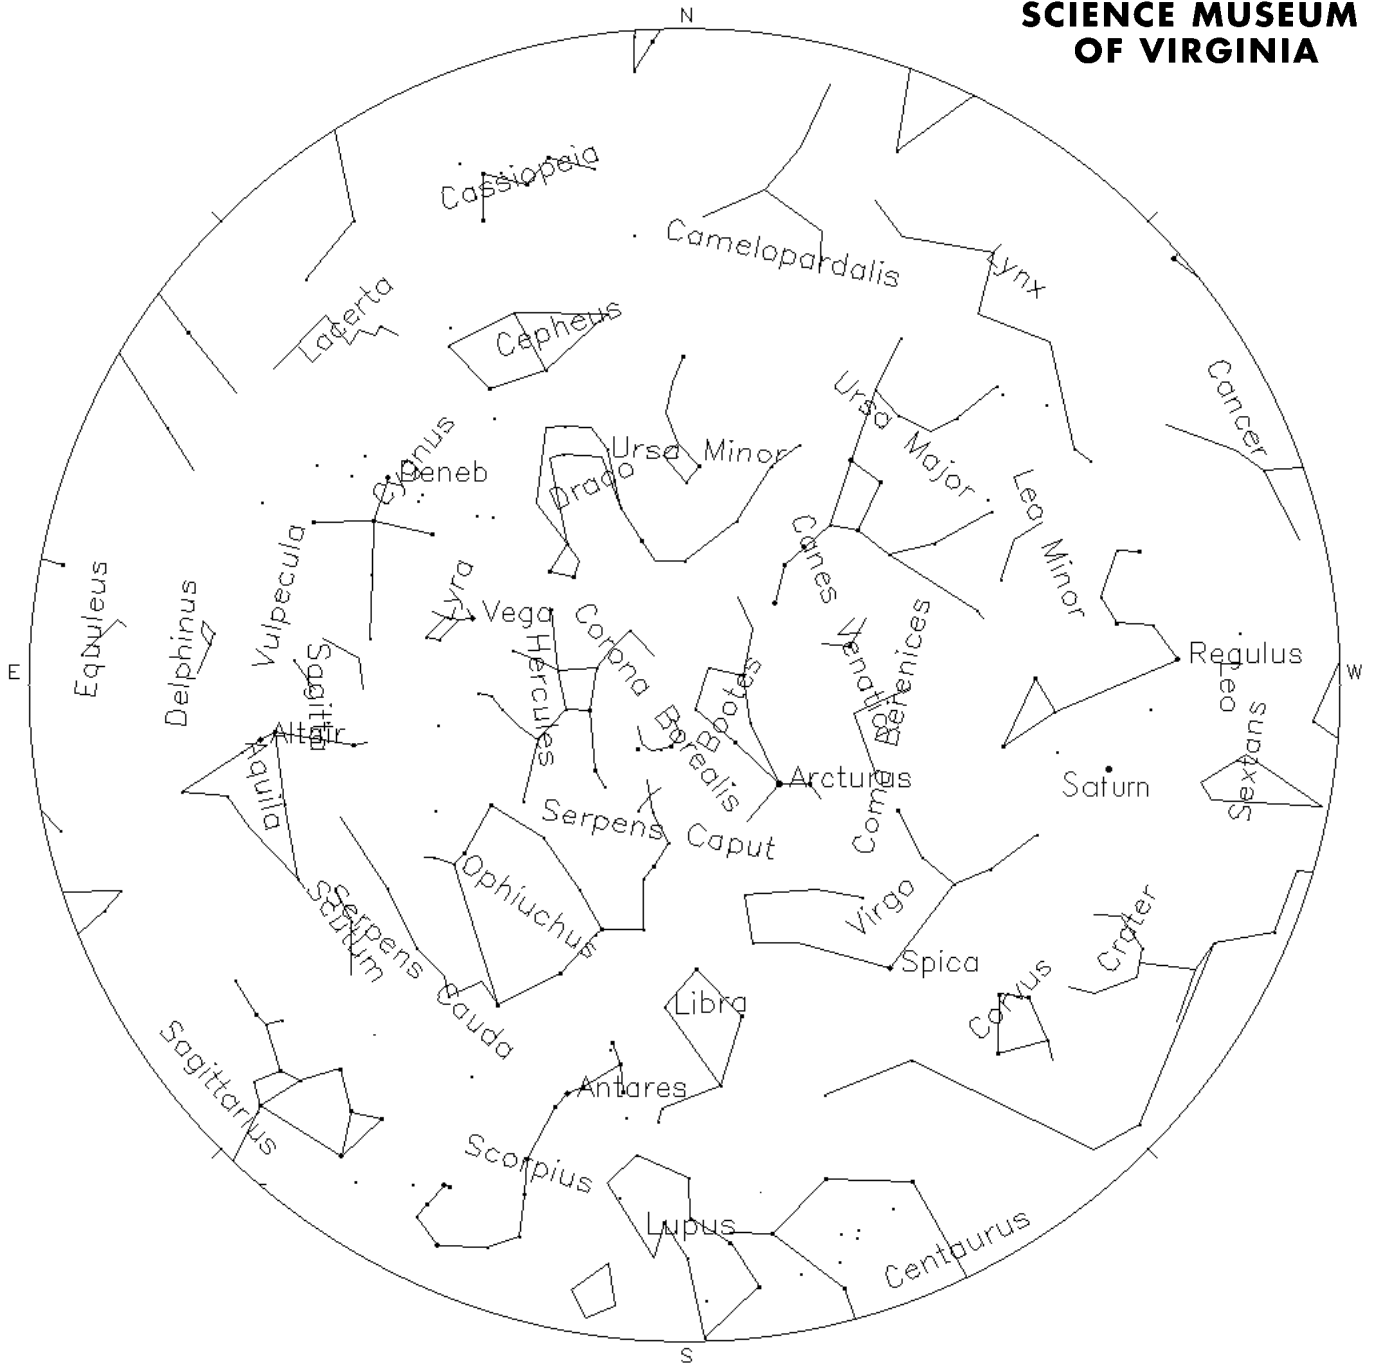 SCIENCE MUSEUM
OF VIRGINIA
N
Cassiopeia
Camelopardalis
Lynx
Lacerta
Cepheus
Cancer
Ursa Major
Ursa Minor
Draco
Cygnus
Deneb
Leo Minor
Canes Venatici
Vulpecula
Equuleus
Delphinus
Lyra
Vega
Corona Borealis
Hercules
Coma Berenices
Regulus
Leo
E
W
Sagitta
Bootes
Altair
Aquila
Arcturus
Saturn
Sextans
Serpens Caput
Ophiuchus
Virgo
Spica
Crater
Corvus
Scutum
Serpens Cauda
Libra
Sagittarius
Antares
Scorpius
Lupus
Centaurus
S